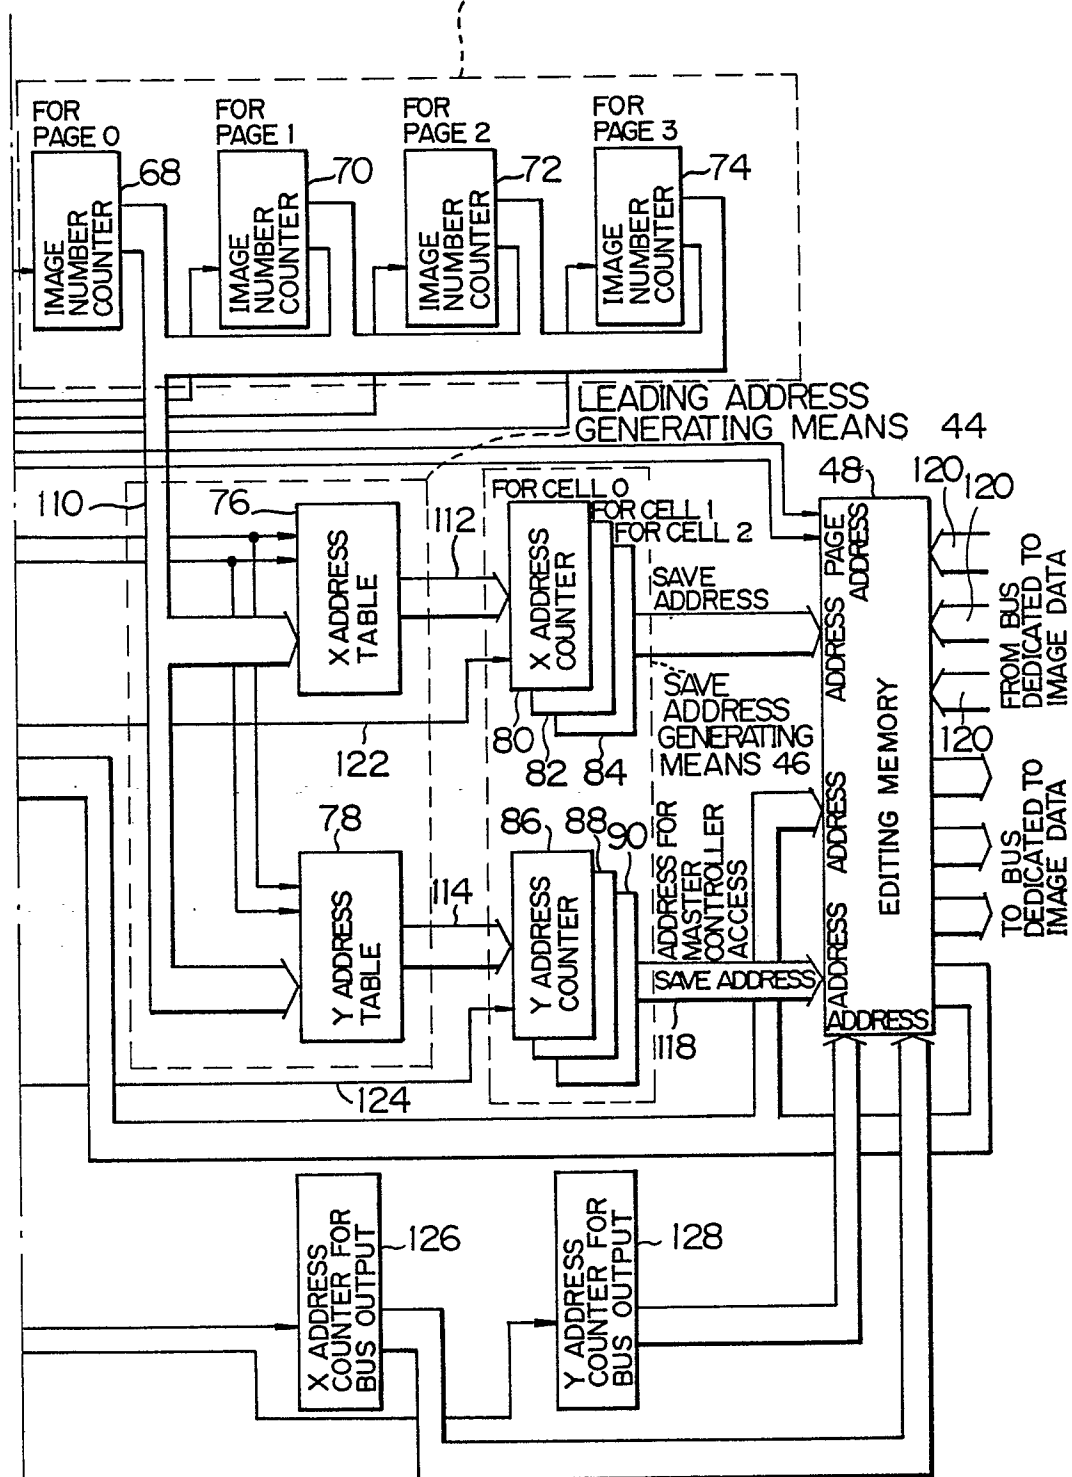 FOR
PAGE 0
FOR
PAGE 1
FOR
PAGE 2
FOR
PAGE 3
68
70
72
74
IMAGE
NUMBER
COUNTER
IMAGE
NUMBER
COUNTER
IMAGE
NUMBER
COUNTER
IMAGE
NUMBER
COUNTER
LEADING ADDRESS
GENERATING MEANS 44
110
76
X ADDRESS
TABLE
112
FOR CELL 0
FOR CELL 1
FOR CELL 2
X ADDRESS
COUNTER
80
82
84
SAVE
ADDRESS
SAVE
ADDRESS
GENERATING
MEANS 46
48
PAGE
ADDRESS
ADDRESS
ADDRESS
ADDRESS
ADDRESS
EDITING MEMORY
120
120
120
FROM BUS
DEDICATED TO
IMAGE DATA
TO BUS
DEDICATED TO
IMAGE DATA
122
78
Y ADDRESS
TABLE
114
86
88
90
Y ADDRESS
COUNTER
ADDRESS FOR
MASTER
CONTROLLER
ACCESS
SAVE ADDRESS
118
124
X ADDRESS
COUNTER FOR
BUS OUTPUT
126
Y ADDRESS
COUNTER FOR
BUS OUTPUT
128